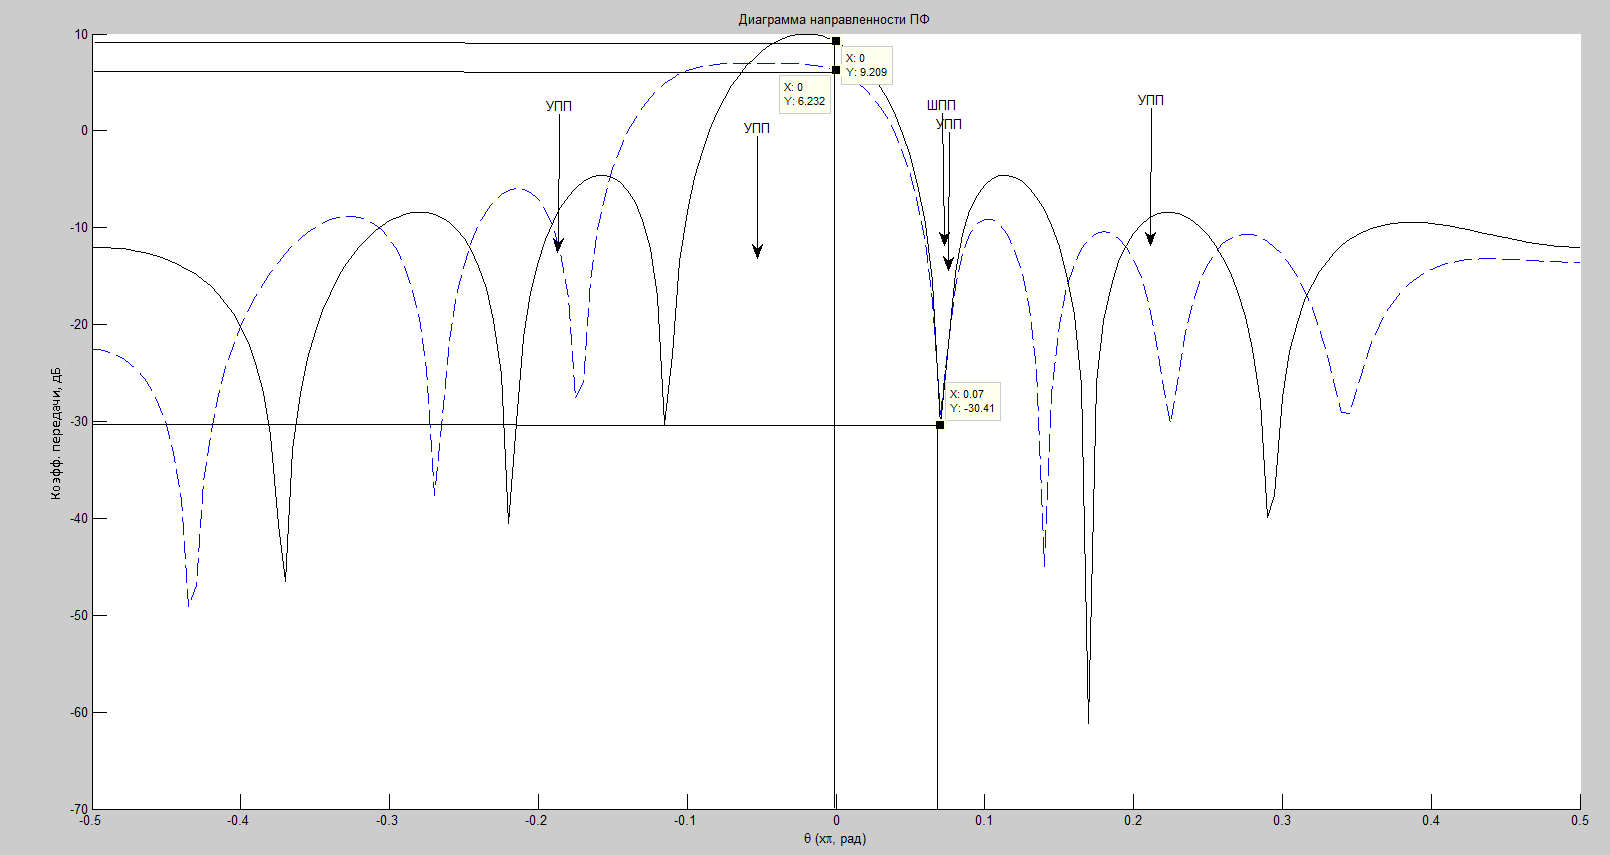 Диаграмма направленности ПФ
10
0
-10
-20
-30
-40
-50
-60
-70
Коэфф. передачи, дБ
X: 0
Y: 9.209
X: 0
Y: 6.232
УПП
УПП
ШПП
УПП
УПП
X: 0.07
Y: -30.41
-0.5
-0.4
-0.3
-0.2
-0.1
0
0.1
0.2
0.3
0.4
0.5
θ (xπ, рад)